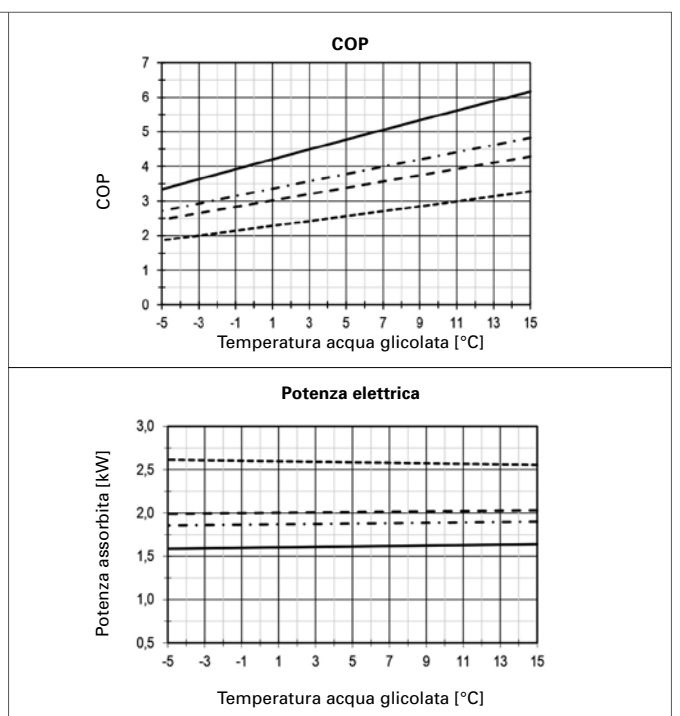 COP
7
6
5
4
3
2
1
0
COP
-5 -3 -1 1 3 5 7 9 11 13 15
Temperatura acqua glicolata [°C]
Potenza elettrica
3,0
2,5
2,0
1,5
1,0
0,5
Potenza assorbita [kW]
-5 -3 -1 1 3 5 7 9 11 13 15
Temperatura acqua glicolata [°C]